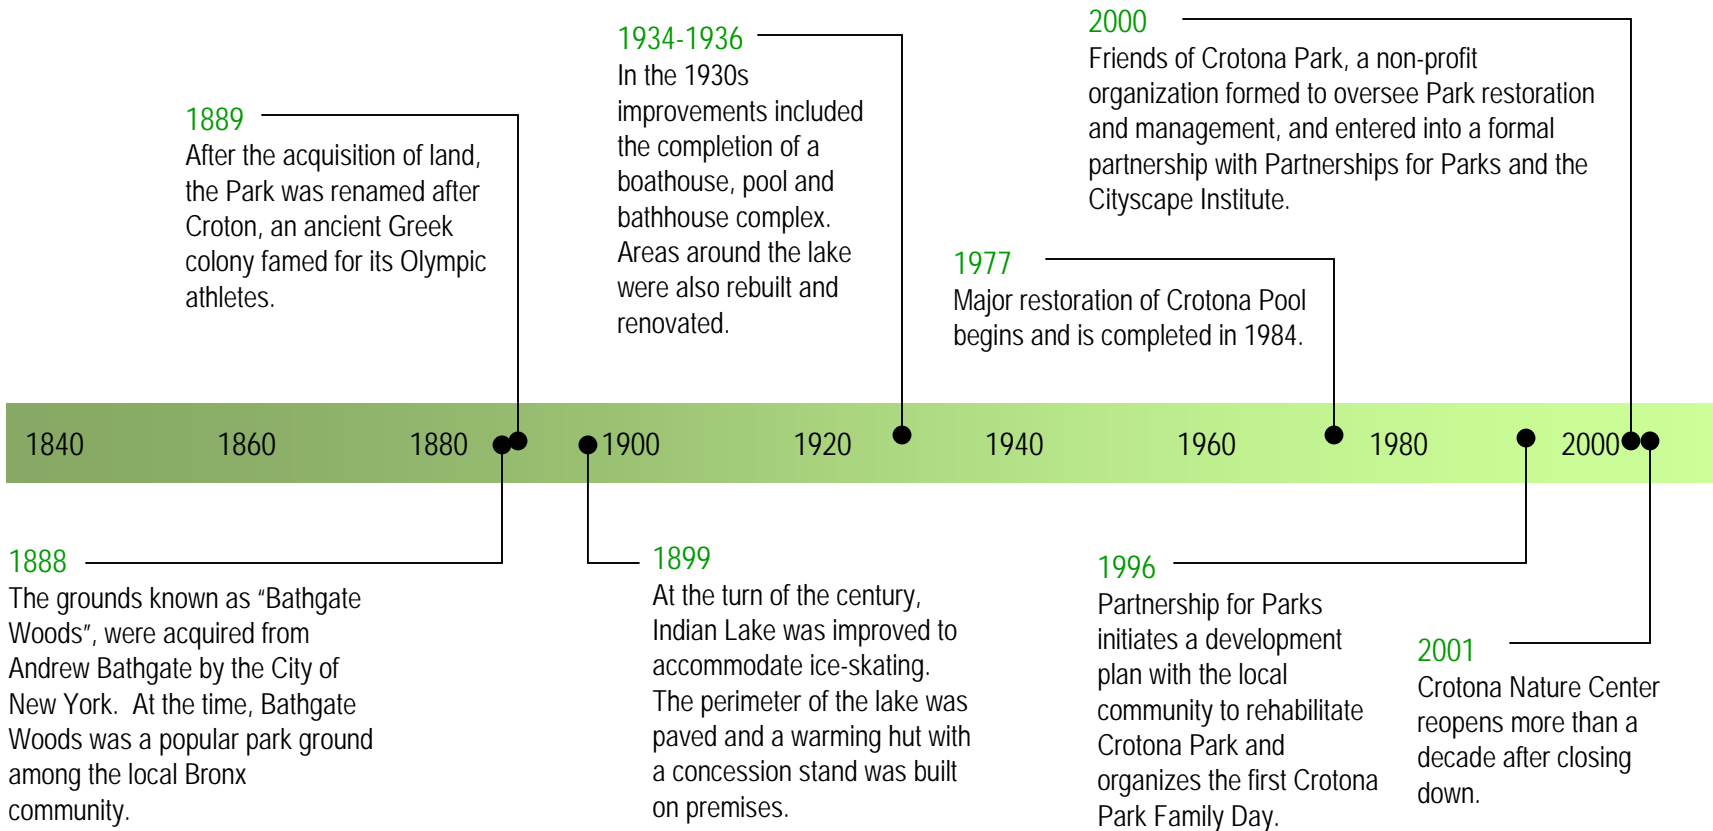 1889
After the acquisition of land,
the Park was renamed after
Croton, an ancient Greek
colony famed for its Olympic
athletes.
1934-1936
In the 1930s
improvements included
the completion of a
boathouse, pool and
bathhouse complex.
Areas around the lake
were also rebuilt and
renovated.
2000
Friends of Crotona Park, a non-profit
organization formed to oversee Park restoration
and management, and entered into a formal
partnership with Partnerships for Parks and the
Cityscape Institute.
1977
Major restoration of Crotona Pool
begins and is completed in 1984.
1840 1860 1880 1900 1920 1940 1960 1980 2000
1888
The grounds known as “Bathgate
Woods”, were acquired from
Andrew Bathgate by the City of
New York.  At the time, Bathgate
Woods was a popular park ground
among the local Bronx
community.
1899
At the turn of the century,
Indian Lake was improved to
accommodate ice-skating.
The perimeter of the lake was
paved and a warming hut with
a concession stand was built
on premises.
1996
Partnership for Parks
initiates a development
plan with the local
community to rehabilitate
Crotona Park and
organizes the first Crotona
Park Family Day.
2001
Crotona Nature Center
reopens more than a
decade after closing
down.